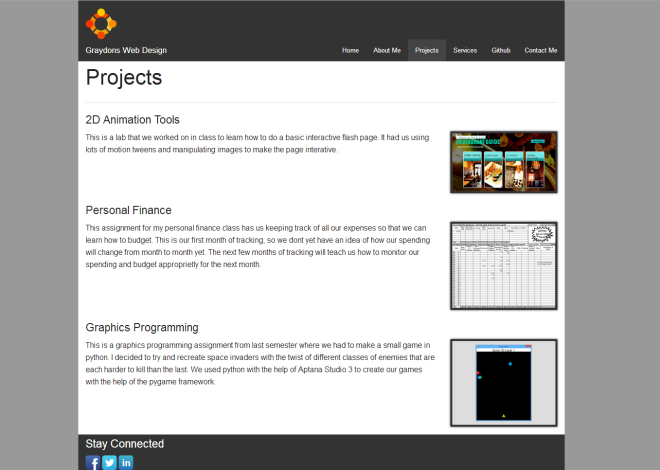 Graydons Web Design
Home About Me Projects Services Github Contact Me
Projects
2D Animation Tools
This is a lab that we worked on in class to learn how to do a basic interactive flash page. It had us using
lots of motion tweens and manipulating images to make the page interative.
Personal Finance
This assignment for my personal finance class has us keeping track of all our expenses so that we can
learn how to budget. This is our first month of tracking, so we dont yet have an idea of how our spending
will change from month to month yet. The next few months of tracking will teach us how to monitor our
spending and budget approprietly for the next month.
Graphics Programming
This is a graphics programming assignment from last semester where we had to make a small game in
python. I decided to try and recreate space invaders with the twist of different classes of enemies that are
each harder to kill than the last. We used python with the help of Aptana Studio 3 to create our games
with the help of the pygame framework.
Stay Connected